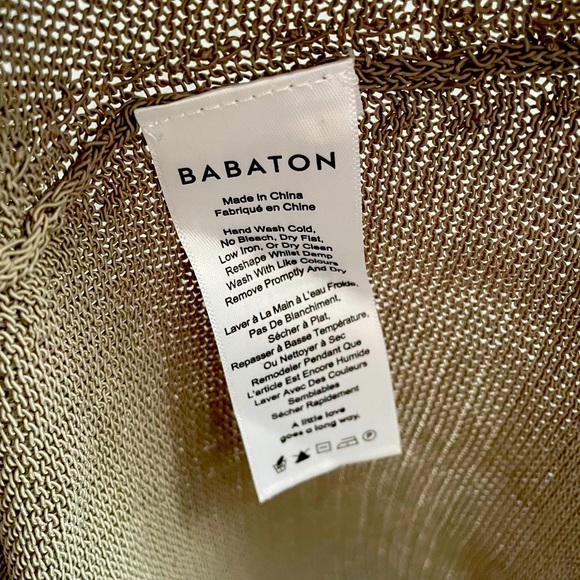 BABATON
Made in China
Fabriqué en Chine
Hand Wash Cold,
No Bleach, Dry Flat,
Low Iron, Or Dry Clean
Reshape Whilst Damp
Wash With Like Colours
Remove Promptly And Dry
Laver à La Main à L'eau Froide,
Pas De Blanchiment,
Sécher à Plat,
Repasser à Basse Température,
Ou Nettoyer à Sec
Remodeler Pendant Que
L'article Est Encore Humide
Laver Avec Des Couleurs
Semblables
Sécher Rapidement
A little love
goes a long way.